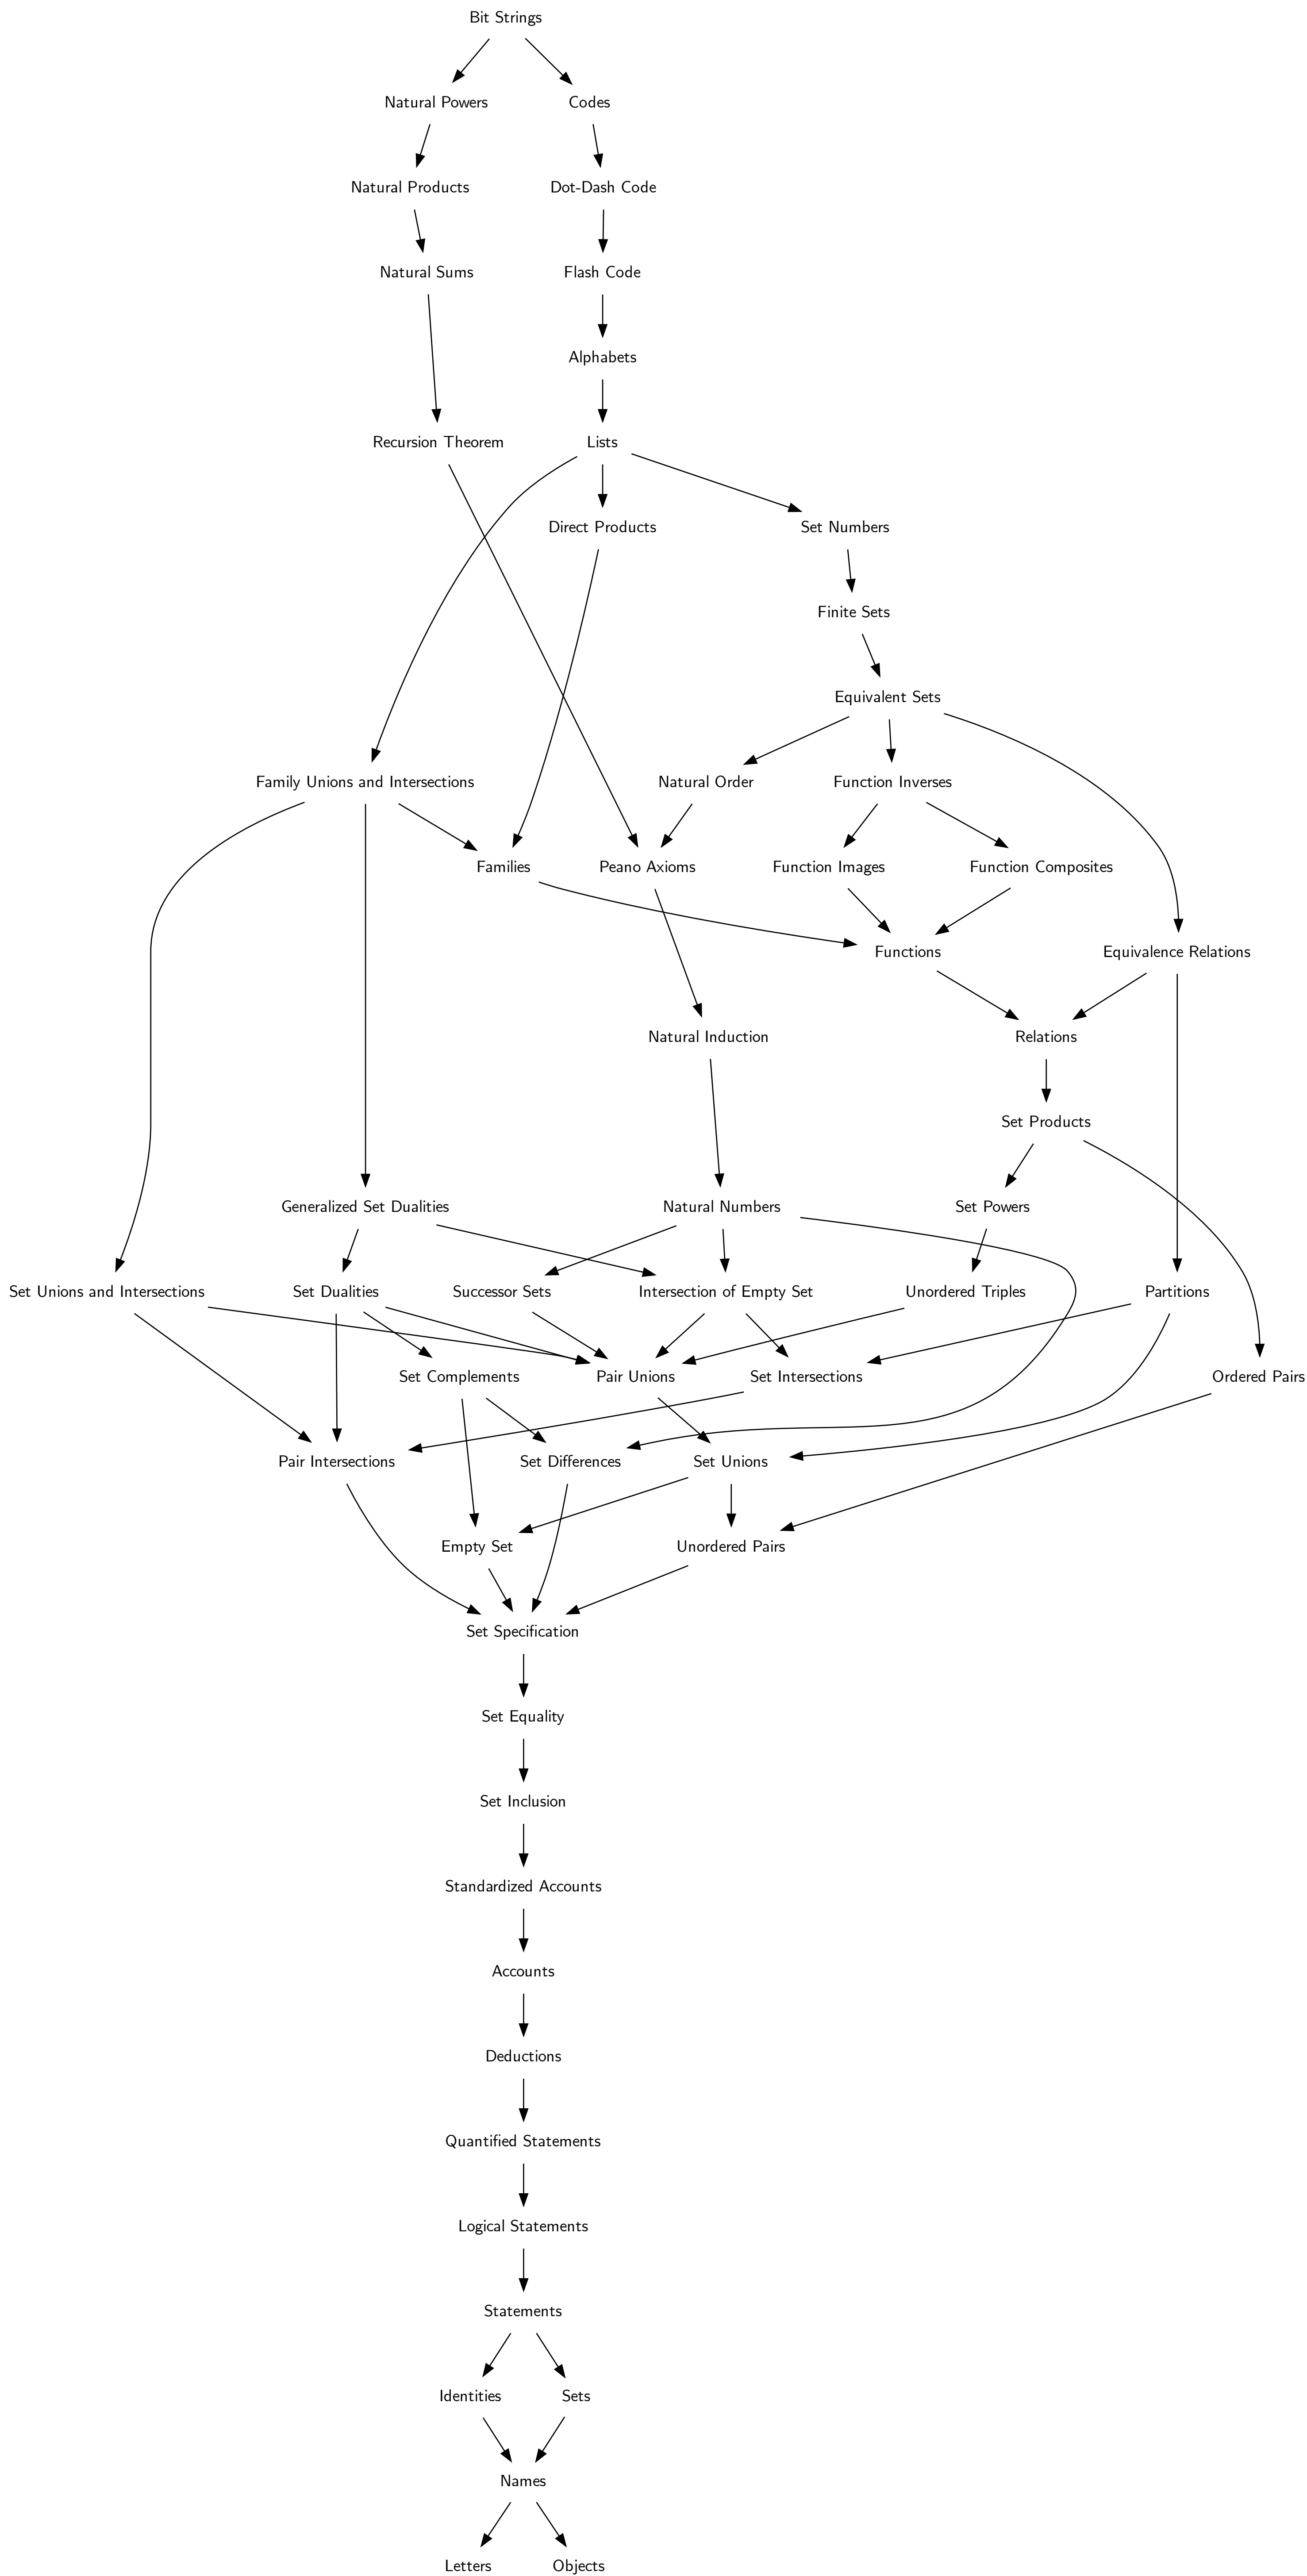 Bit Strings
Natural Powers
Codes
Natural Products
Dot-Dash Code
Natural Sums
Flash Code
Alphabets
Recursion Theorem
Lists
Direct Products
Set Numbers
Finite Sets
Equivalent Sets
Family Unions and Intersections
Natural Order
Function Inverses
Families
Peano Axioms
Function Images
Function Composites
Functions
Equivalence Relations
Natural Induction
Relations
Set Products
Generalized Set Dualities
Natural Numbers
Set Powers
Set Unions and Intersections
Set Dualities
Successor Sets
Intersection of Empty Set
Unordered Triples
Partitions
Set Complements
Pair Unions
Set Intersections
Ordered Pairs
Pair Intersections
Set Differences
Set Unions
Empty Set
Unordered Pairs
Set Specification
Set Equality
Set Inclusion
Standardized Accounts
Accounts
Deductions
Quantified Statements
Logical Statements
Statements
Identities
Sets
Names
Letters
Objects